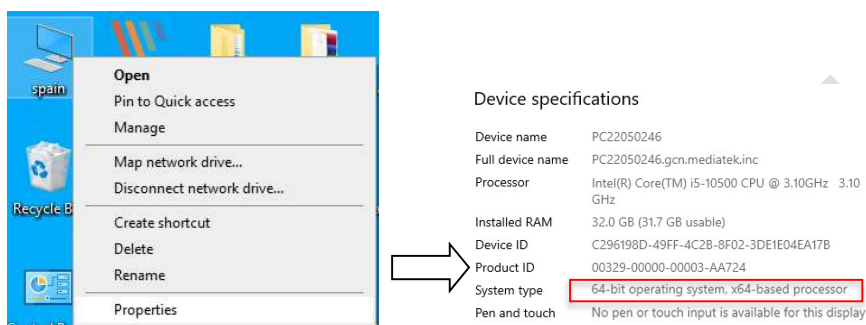 spain
Recycle B
Open
Pin to Quick access
Manage
Map network drive...
Disconnect network drive...
Create shortcut
Delete
Rename
Properties
Device specifications
Device name PC22050246
Full device name PC22050246.gcn.mediatek.inc
Processor Intel(R) Core(TM) i5-10500 CPU @ 3.10GHz 3.10
GHz
Installed RAM 32.0 GB (31.7 GB usable)
Device ID C296198D-49FF-4C2B-8F02-3DE1E04EA17B
Product ID 00329-00000-00003-AA724
System type 64-bit operating system, x64-based processor
Pen and touch No pen or touch input is available for this display